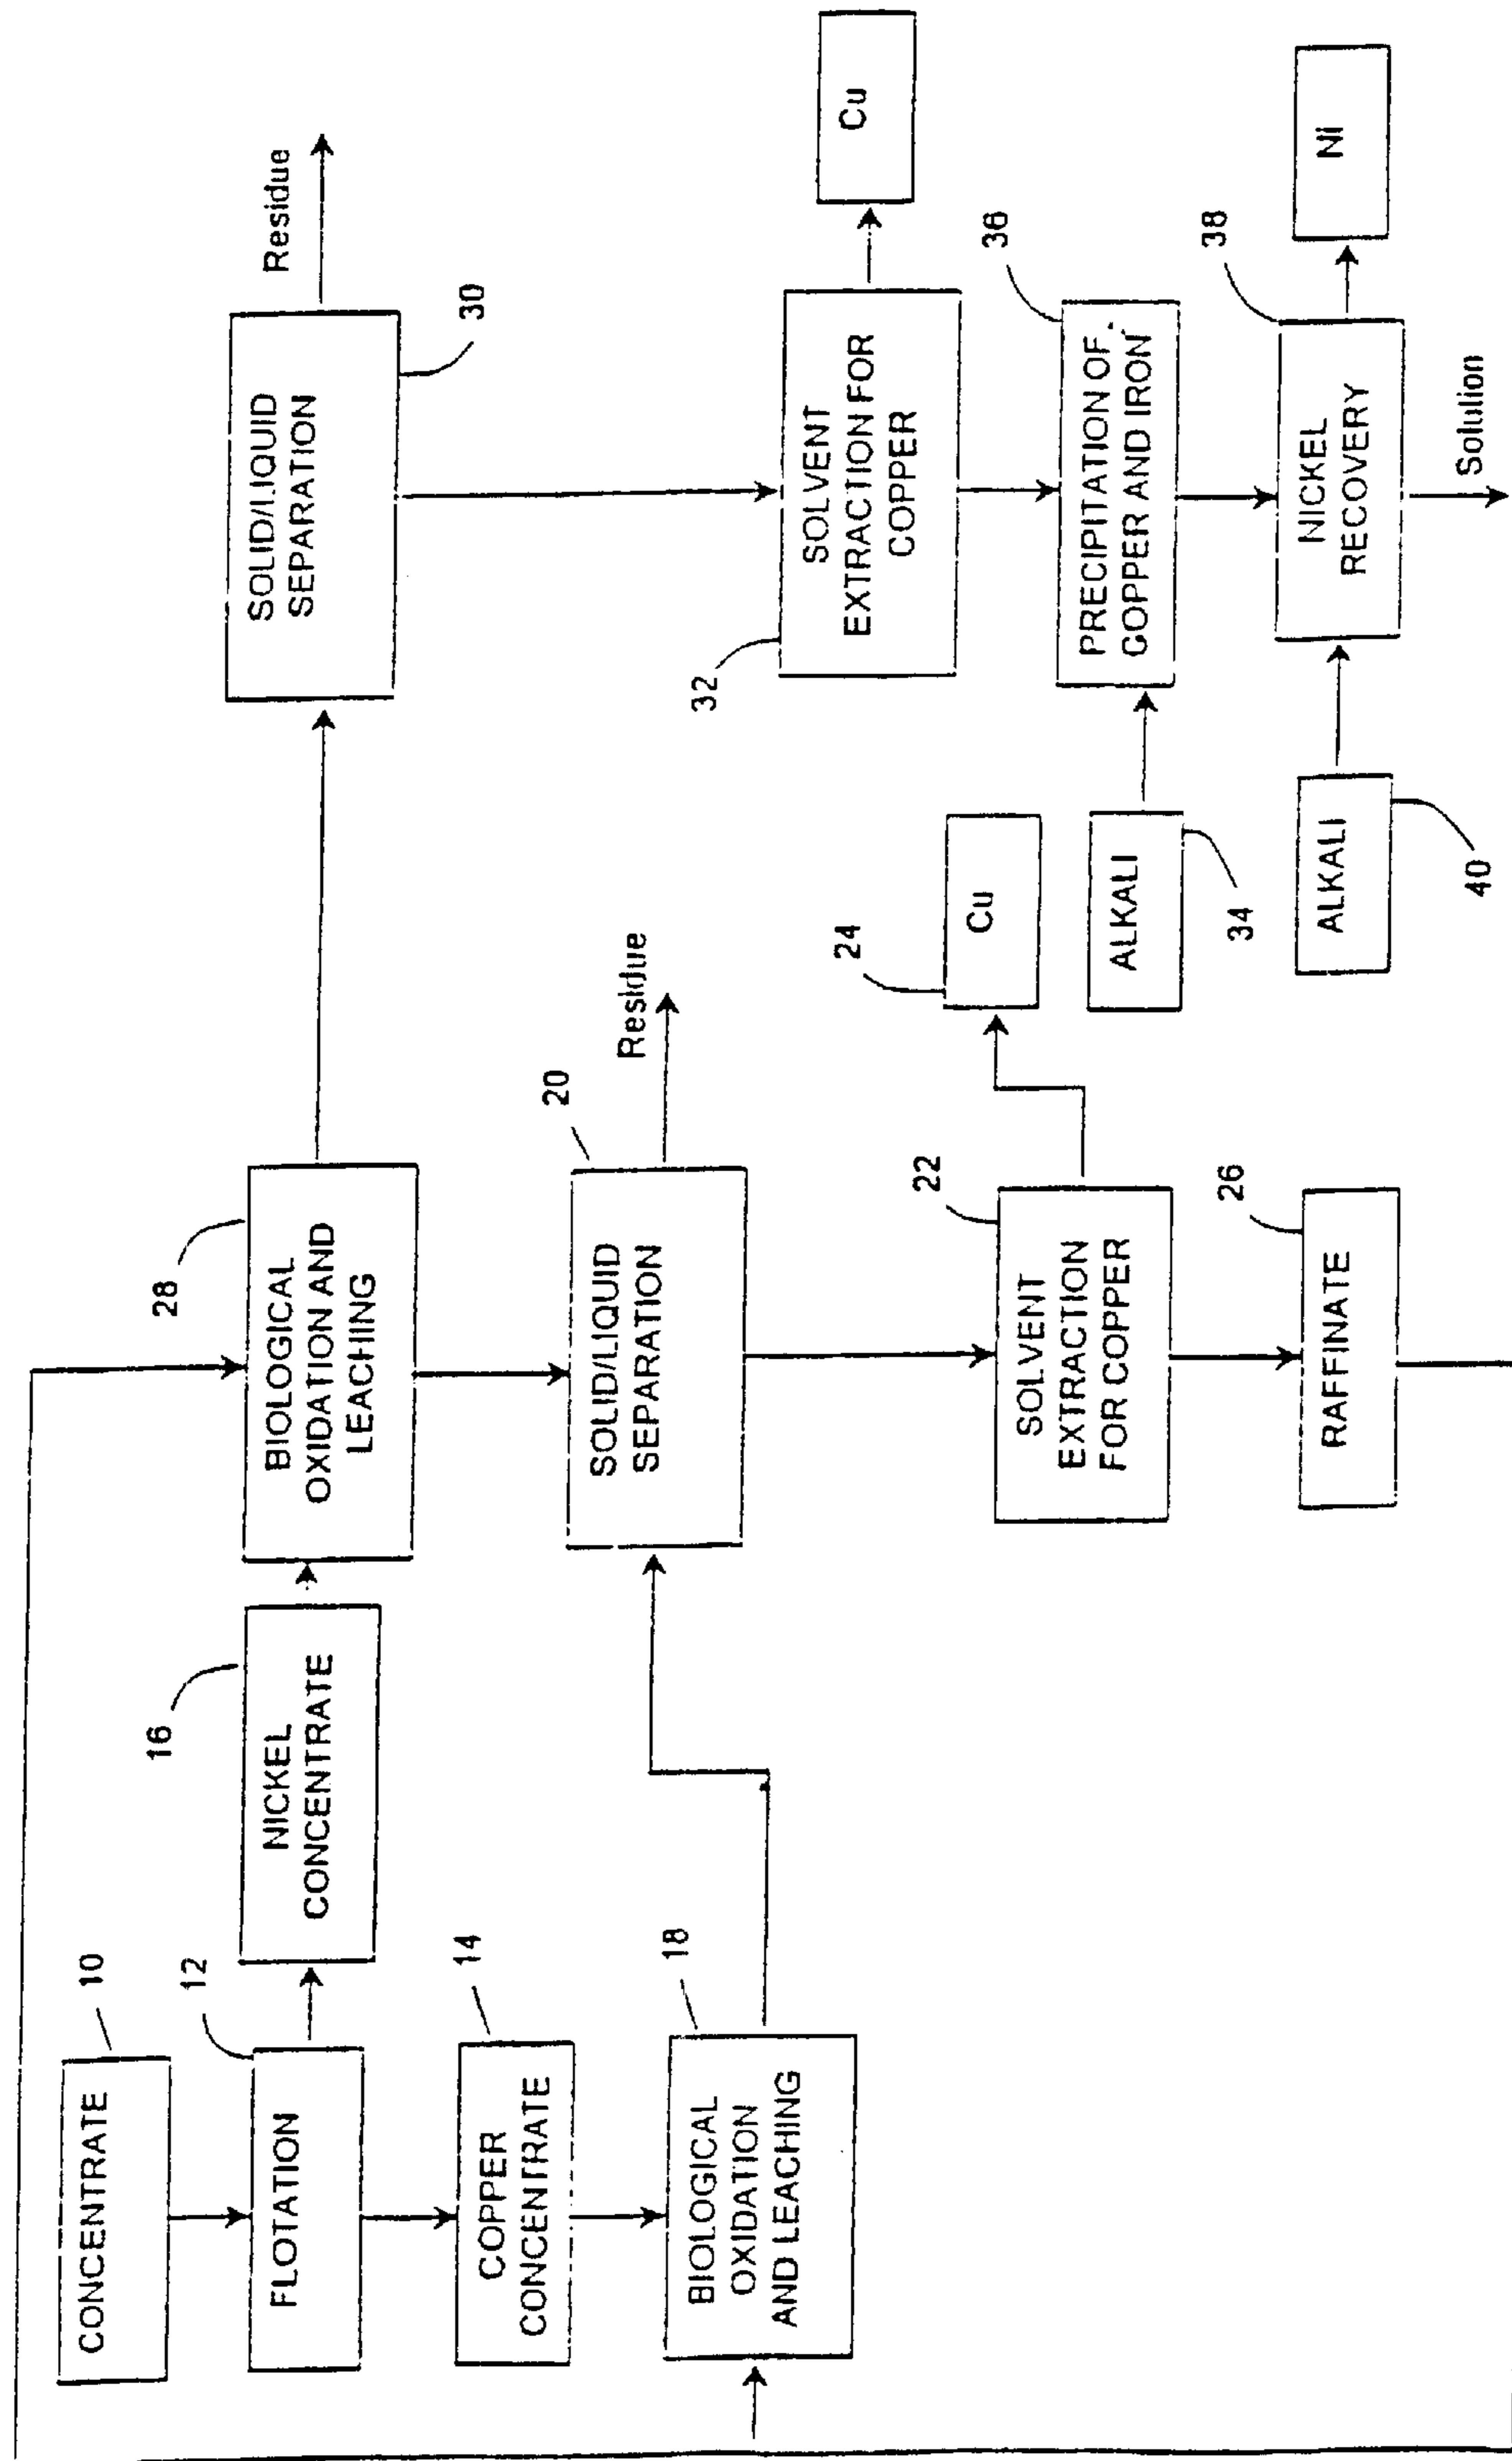 CONCENTRATE
10
FLOTATION
12
COPPER
CONCENTRATE
14
BIOLOGICAL
OXIDATION
AND LEACHING
18
NICKEL
CONCENTRATE
16
BIOLOGICAL
OXIDATION AND
LEACHING
28
SOLID/LIQUID
SEPARATION
20
Residue
SOLVENT
EXTRACTION
FOR COPPER
22
Cu
24
RAFFINATE
26
SOLID/LIQUID
SEPARATION
30
Residue
SOLVENT
EXTRACTION FOR
COPPER
32
Cu
ALKALI
34
PRECIPITATION OF
COPPER AND IRON
36
ALKALI
40
NICKEL
RECOVERY
38
Ni
Solution